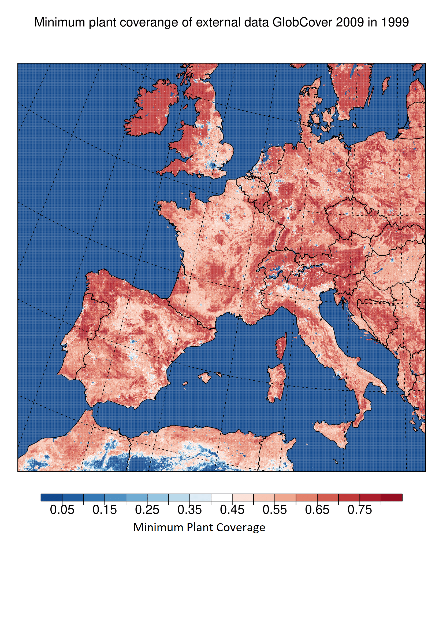 Minimum plant coverange of external data GlobCover 2009 in 1999
0.05 0.15 0.25 0.35 0.45 0.55 0.65 0.75
Minimum Plant Coverage